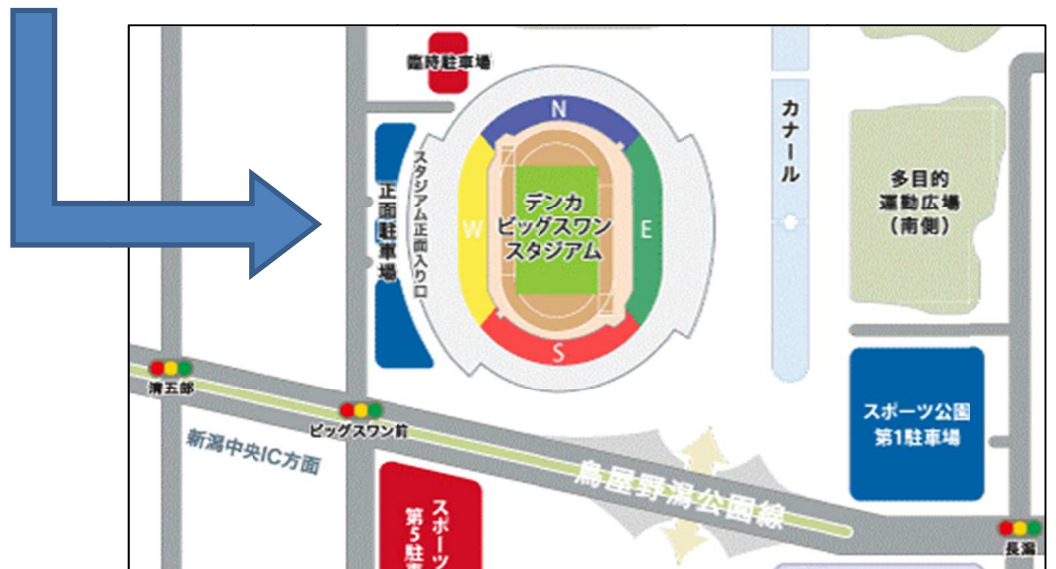 臨時駐車場
N
カナール
スタジアム正面入り口
正面駐車場
W
デンカ
ビッグスワン
スタジアム
E
多目的
運動広場
(南側)
S
清五郎
ビッグスワン前
新潟中央IC方面
スポーツ公園
第1駐車場
鳥屋野潟公園線
長潟
スポーツ
第5駐車